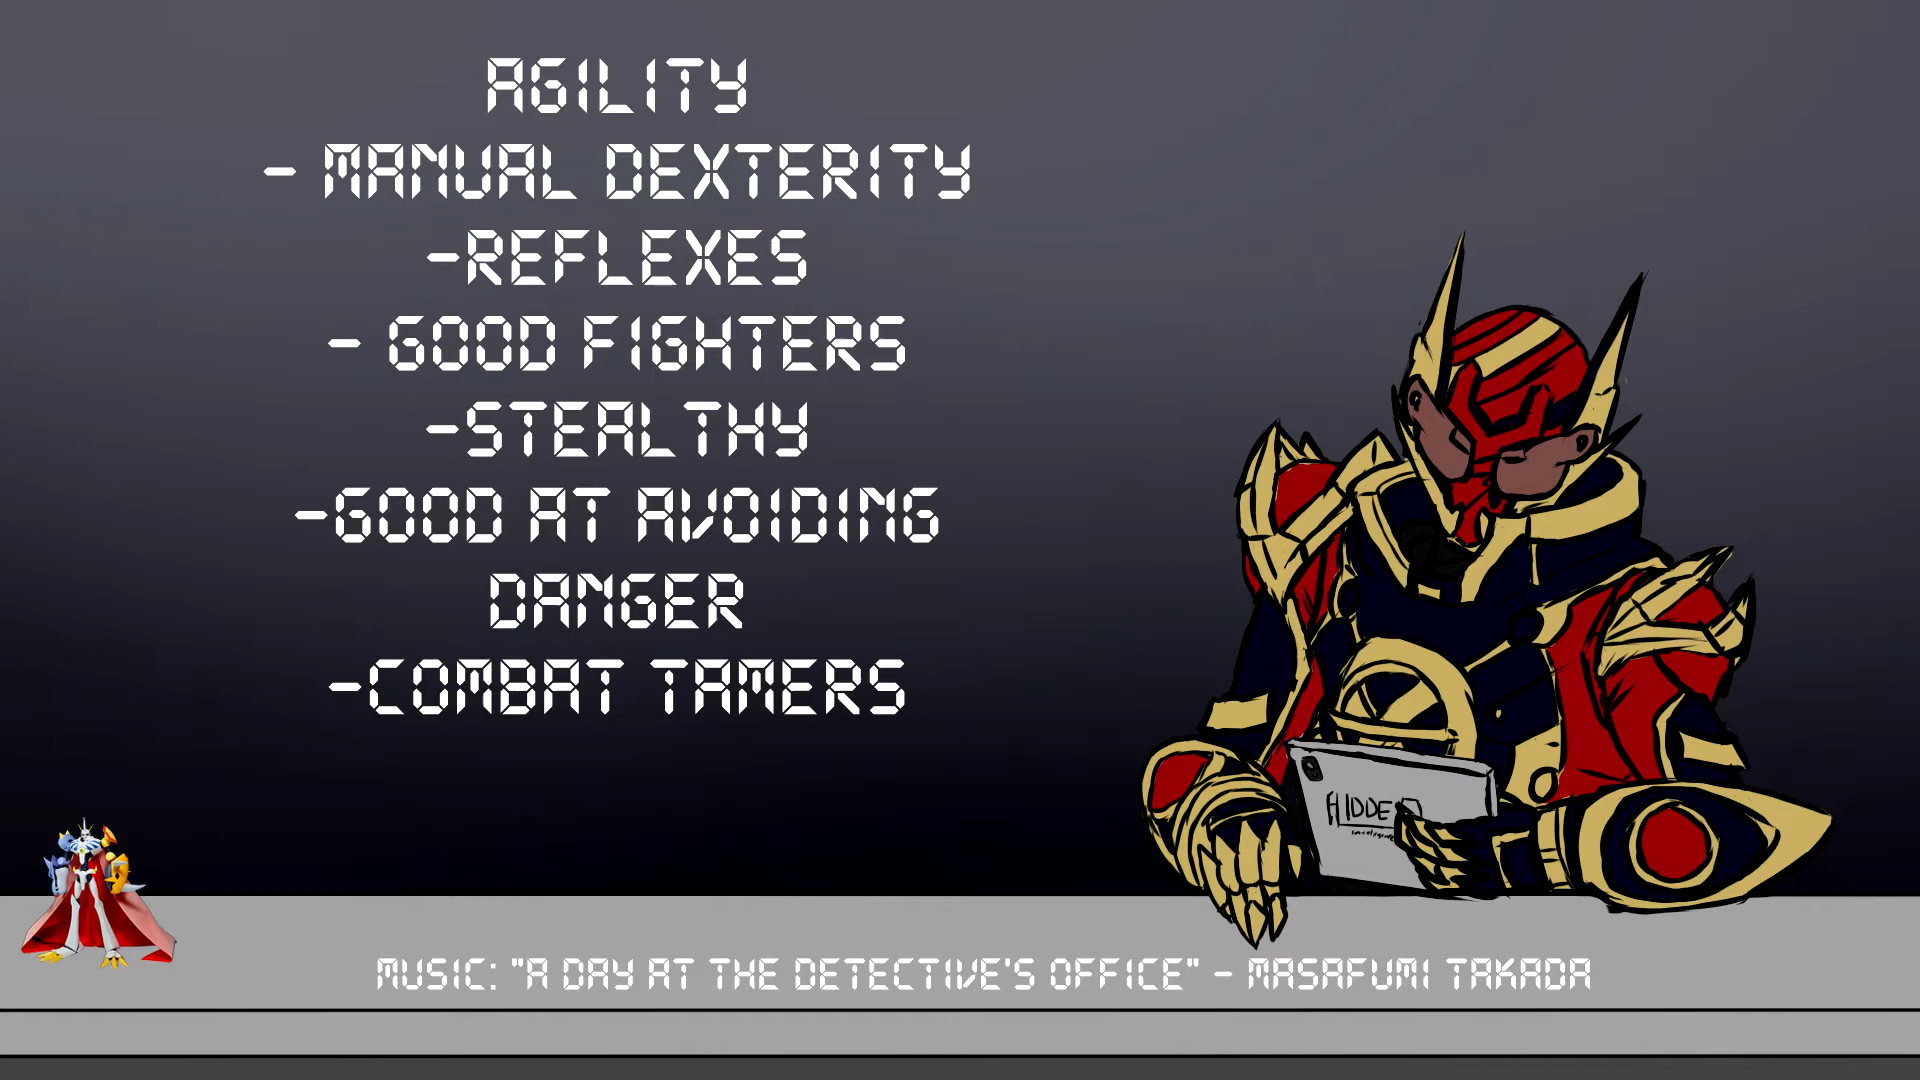 AGILITY
- MANUAL DEXTERITY
-REFLEXES
- GOOD FIGHTERS
-STEALTHY
-GOOD AT AVOIDING
DANGER
-COMBAT TAMERS
HIDDE
MUSIC: "A DAY AT THE DETECTIVE'S OFFICE" - MASAFUMI TAKADA